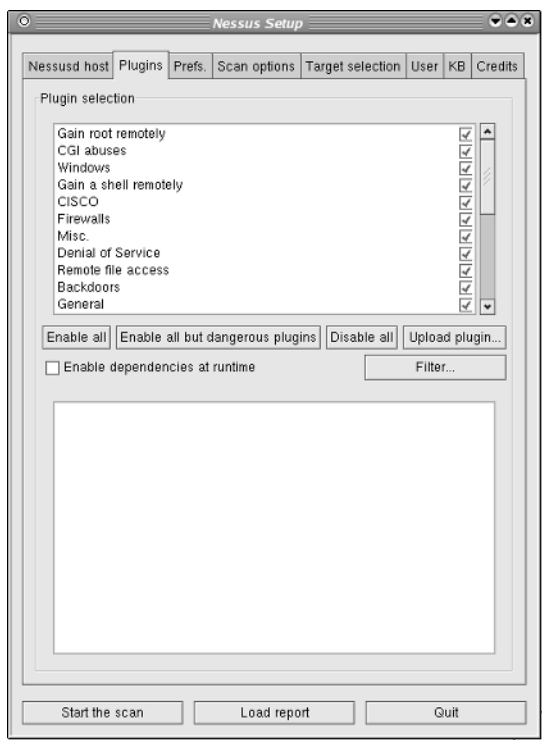 Nessus Setup
Nessusd host Plugins Prefs. Scan options Target selection User KB Credits
Plugin selection
Gain root remotely
CGI abuses
Windows
Gain a shell remotely
CISCO
Firewalls
Misc.
Denial of Service
Remote file access
Backdoors
General
Enable all Enable all but dangerous plugins Disable all Upload plugin...
Enable dependencies at runtime Filter...
Start the scan Load report Quit